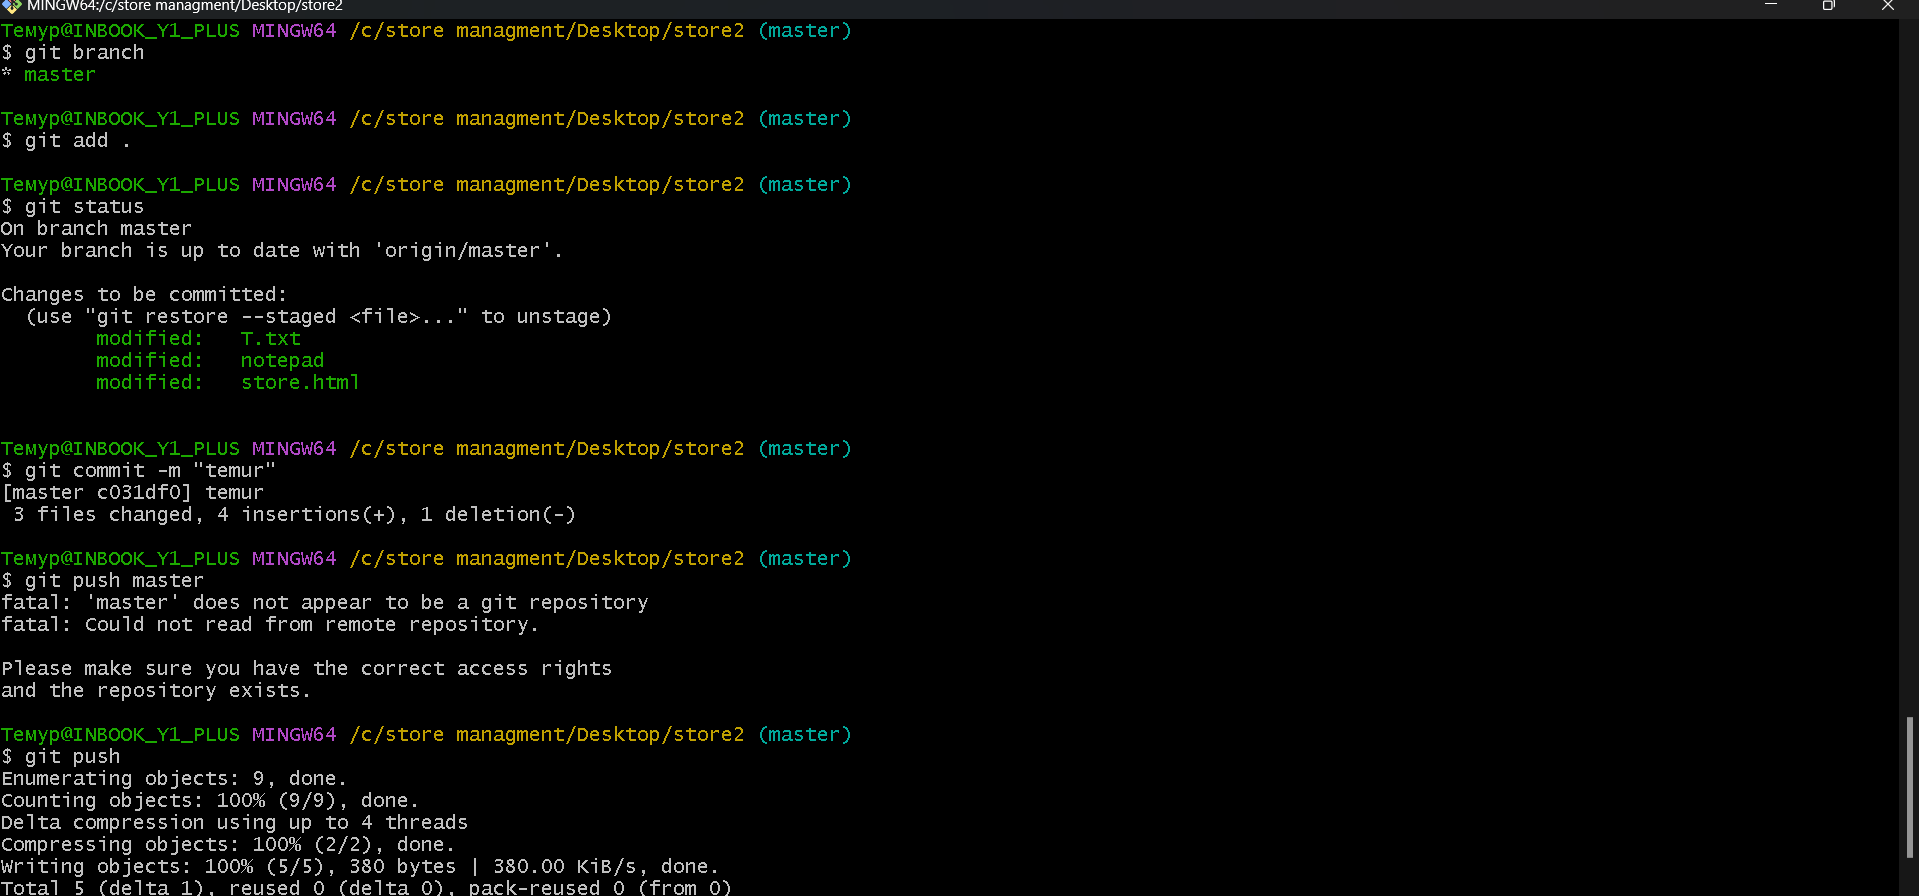 MINGW64:/c/store managment/Desktop/store2
Темур@INBOOK_Y1_PLUS MINGW64 /c/store managment/Desktop/store2 (master)
$ git branch
* master
Темур@INBOOK_Y1_PLUS MINGW64 /c/store managment/Desktop/store2 (master)
$ git add .
Темур@INBOOK_Y1_PLUS MINGW64 /c/store managment/Desktop/store2 (master)
$ git status
On branch master
Your branch is up to date with 'origin/master'.
Changes to be committed:
  (use "git restore --staged <file>..." to unstage)
        modified:   T.txt
        modified:   notepad
        modified:   store.html
Темур@INBOOK_Y1_PLUS MINGW64 /c/store managment/Desktop/store2 (master)
$ git commit -m "temur"
[master c031df0] temur
 3 files changed, 4 insertions(+), 1 deletion(-)
Темур@INBOOK_Y1_PLUS MINGW64 /c/store managment/Desktop/store2 (master)
$ git push master
fatal: 'master' does not appear to be a git repository
fatal: Could not read from remote repository.
Please make sure you have the correct access rights
and the repository exists.
Темур@INBOOK_Y1_PLUS MINGW64 /c/store managment/Desktop/store2 (master)
$ git push
Enumerating objects: 9, done.
Counting objects: 100% (9/9), done.
Delta compression using up to 4 threads
Compressing objects: 100% (2/2), done.
Writing objects: 100% (5/5), 380 bytes | 380.00 KiB/s, done.
Total 5 (delta 1), reused 0 (delta 0), pack-reused 0 (from 0)